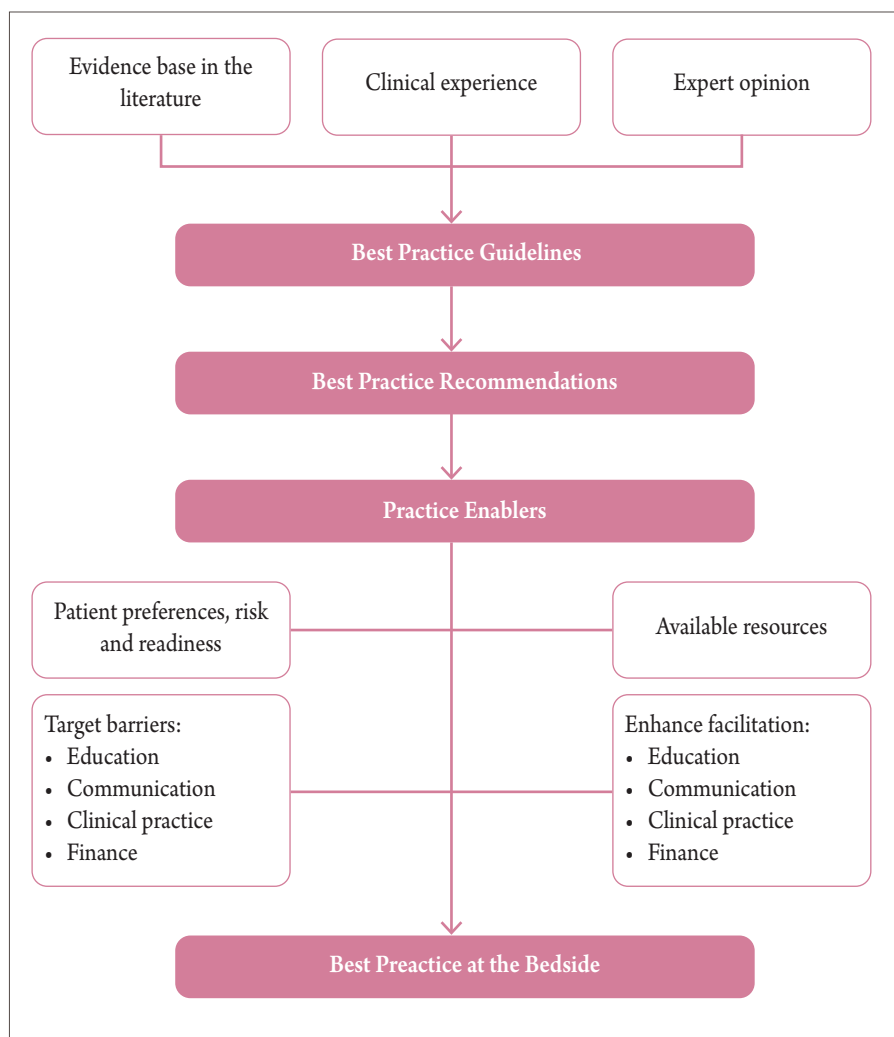 Evidence base in the
literature
Clinical experience
Expert opinion
Best Practice Guidelines
Best Practice Recommendations
Practice Enablers
Patient preferences, risk
and readiness
Available resources
Target barriers:
• Education
• Communication
• Clinical practice
• Finance
Enhance facilitation:
• Education
• Communication
• Clinical practice
• Finance
Best Preactice at the Bedside